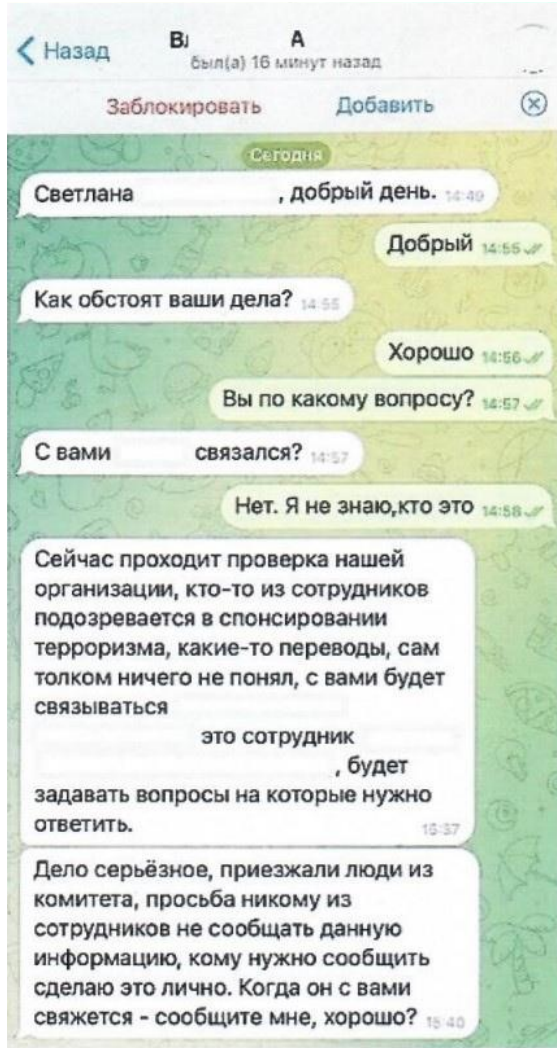 Назад
В А
был(а) 16 минут назад
Заблокировать Добавить
Сегодня
Светлана , добрый день. 14:49
Добрый 14:55
Как обстоят ваши дела? 14:55
Хорошо 14:56
Вы по какому вопросу? 14:57
С вами связался? 14:57
Нет. Я не знаю,кто это 14:58
Сейчас проходит проверка нашей
организации, кто-то из сотрудников
подозревается в спонсировании
терроризма, какие-то переводы, сам
толком ничего не понял, с вами будет
связываться
это сотрудник
, будет
задавать вопросы на которые нужно
ответить. 15:37
Дело серьёзное, приезжали люди из
комитета, просьба никому из
сотрудников не сообщать данную
информацию, кому нужно сообщить
сделаю это лично. Когда он с вами
свяжется - сообщите мне, хорошо? 15:40